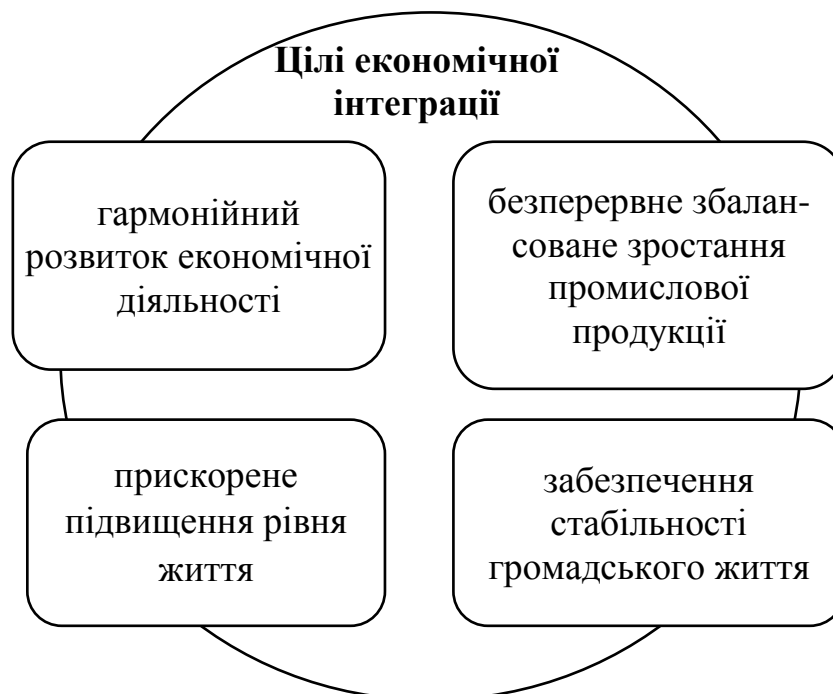 Цілі економічної
інтеграції
гармонійний
розвиток економічної
діяльності
безперервне збалан-
соване зростання
промислової
продукції
прискорене
підвищення рівня
життя
забезпечення
стабільності
громадського життя